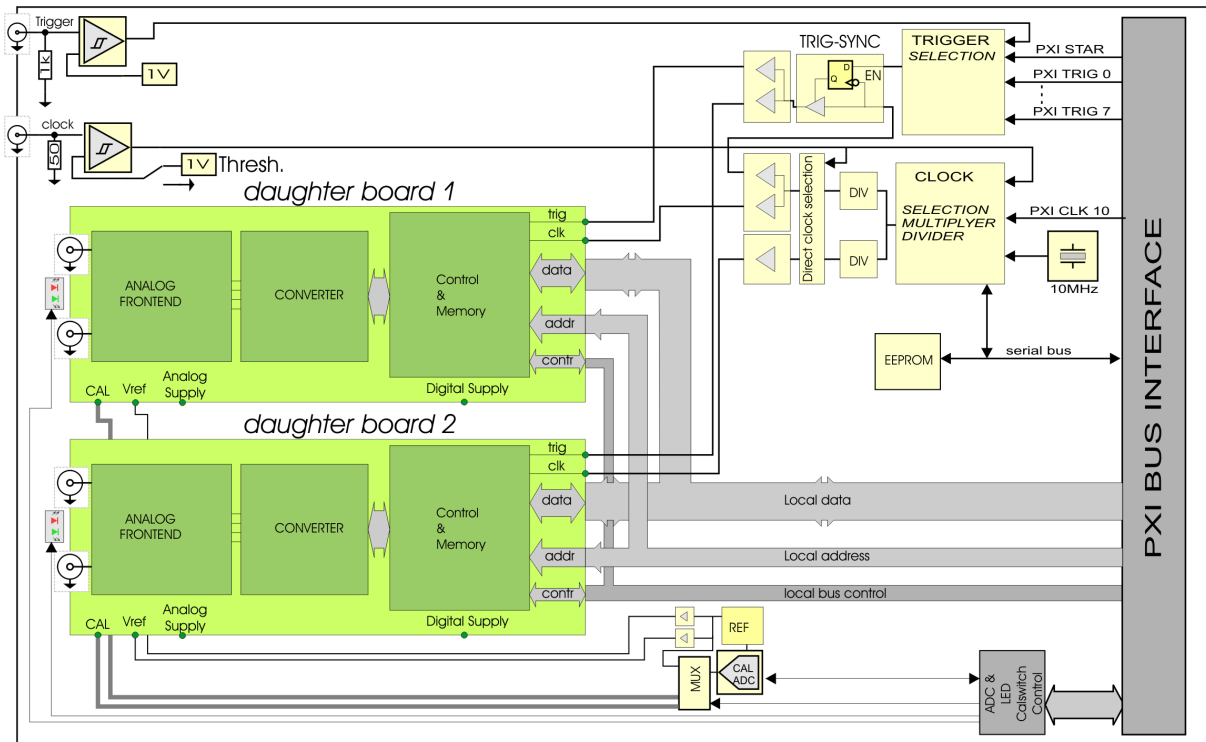 Trigger
1k
1V
clock
50
1V Thresh.
TRIG-SYNC
D
Q
EN
TRIGGER
SELECTION
PXI STAR
PXI TRIG 0
PXI TRIG 7
Direct clock selection
DIV
DIV
CLOCK
SELECTION
MULTIPLYER
DIVIDER
PXI CLK 10
10MHz
EEPROM
serial bus
PXI BUS INTERFACE
daughter board 1
trig
clk
data
addr
contr
ANALOG
FRONTEND
CONVERTER
Control
&
Memory
CAL
Vref
Analog
Supply
Digital Supply
daughter board 2
trig
clk
data
addr
contr
ANALOG
FRONTEND
CONVERTER
Control
&
Memory
CAL
Vref
Analog
Supply
Digital Supply
Local data
Local address
local bus control
REF
MUX
CAL
ADC
ADC &
LED
Calswitch
Control